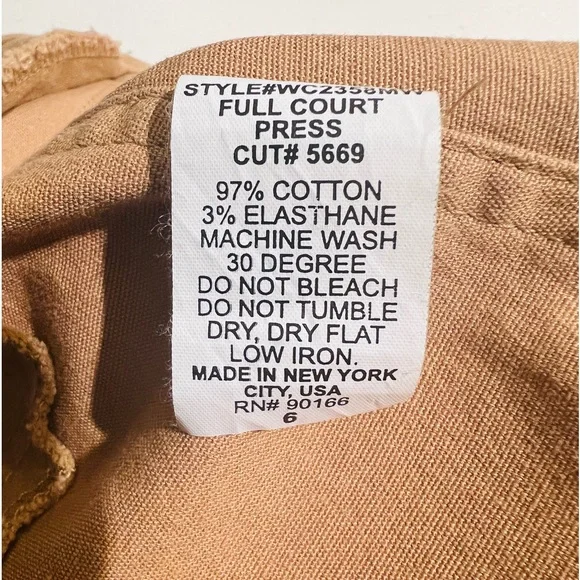 STYLE#WC2358MW
FULL COURT
PRESS
CUT# 5669
97% COTTON
3% ELASTHANE
MACHINE WASH
30 DEGREE
DO NOT BLEACH
DO NOT TUMBLE
DRY, DRY FLAT
LOW IRON.
MADE IN NEW YORK
CITY, USA
RN# 90166
6